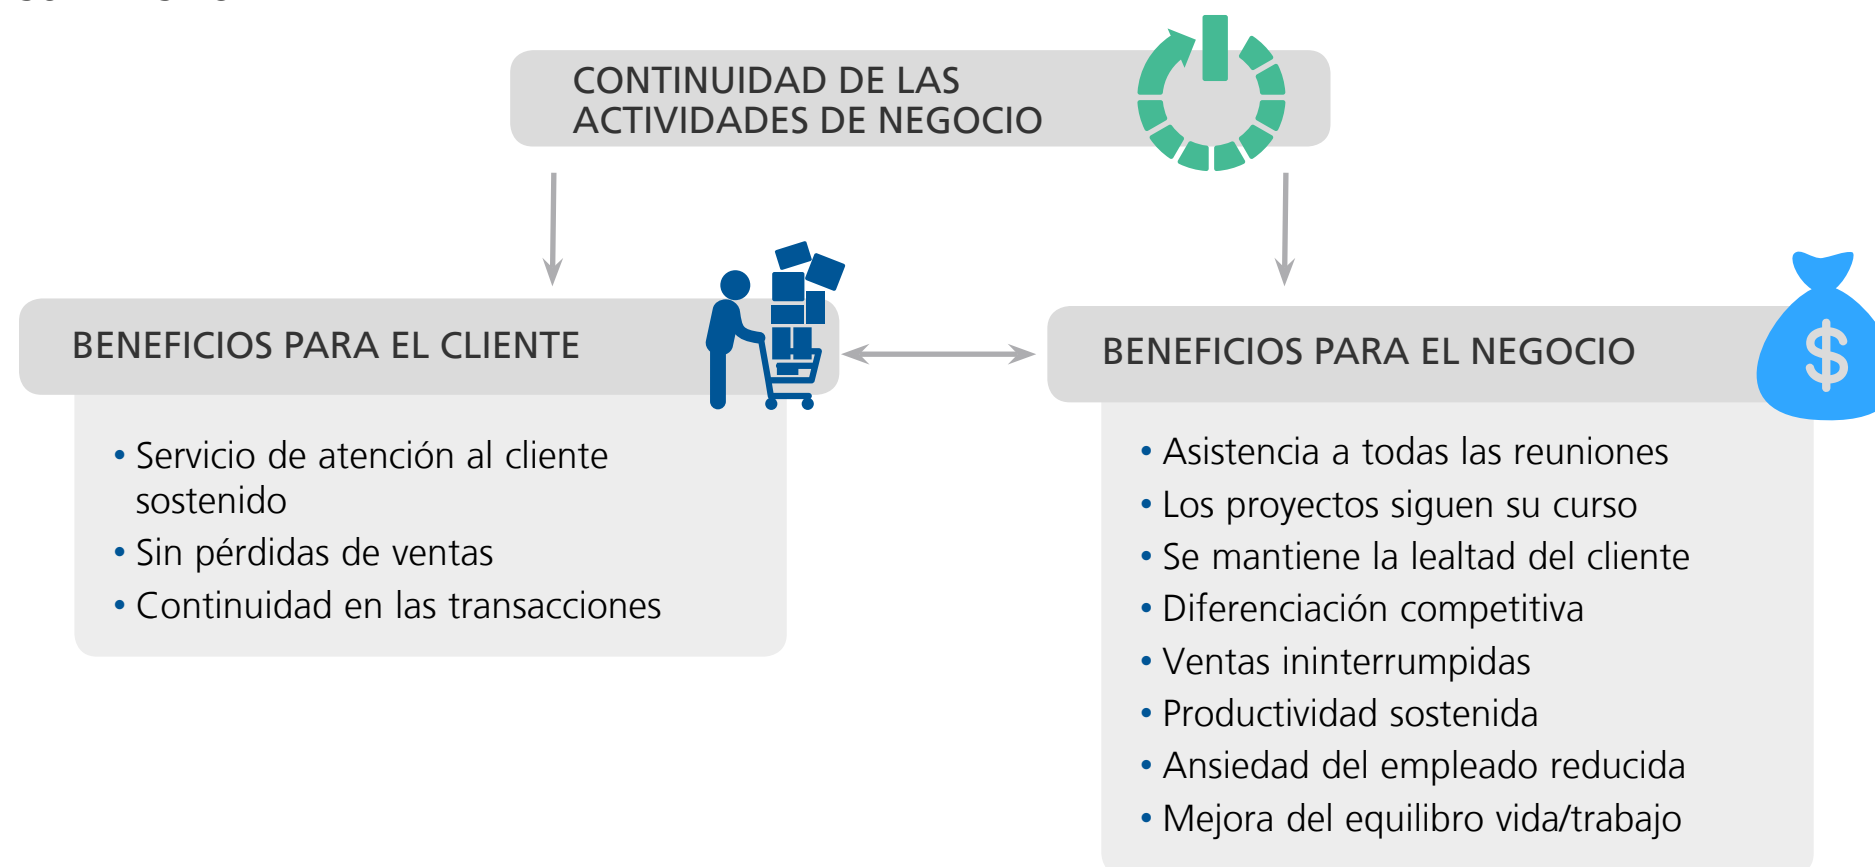 CONTINUIDAD DE LAS
ACTIVIDADES DE NEGOCIO
BENEFICIOS PARA EL CLIENTE
• Servicio de atención al cliente
sostenido
• Sin pérdidas de ventas
• Continuidad en las transacciones
BENEFICIOS PARA EL NEGOCIO
$
• Asistencia a todas las reuniones
• Los proyectos siguen su curso
• Se mantiene la lealtad del cliente
• Diferenciación competitiva
• Ventas ininterrumpidas
• Productividad sostenida
• Ansiedad del empleado reducida
• Mejora del equilibro vida/trabajo